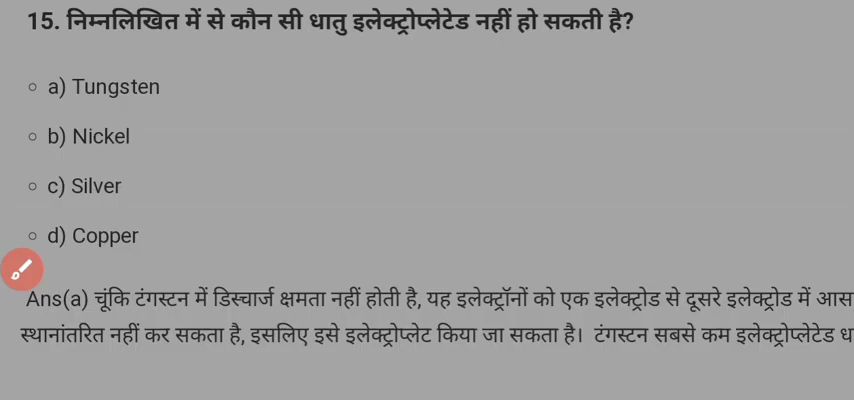 15. निम्नलिखित में से कौन सी धातु इलेक्ट्रोप्लेटेड नहीं हो सकती है?
a) Tungsten
b) Nickel
c) Silver
d) Copper
Ans(a) चूंकि टंगस्टन में डिस्चार्ज क्षमता नहीं होती है, यह इलेक्ट्रॉनों को एक इलेक्ट्रोड से दूसरे इलेक्ट्रोड में आस
स्थानांतरित नहीं कर सकता है, इसलिए इसे इलेक्ट्रोप्लेट किया जा सकता है। टंगस्टन सबसे कम इलेक्ट्रोप्लेटेड